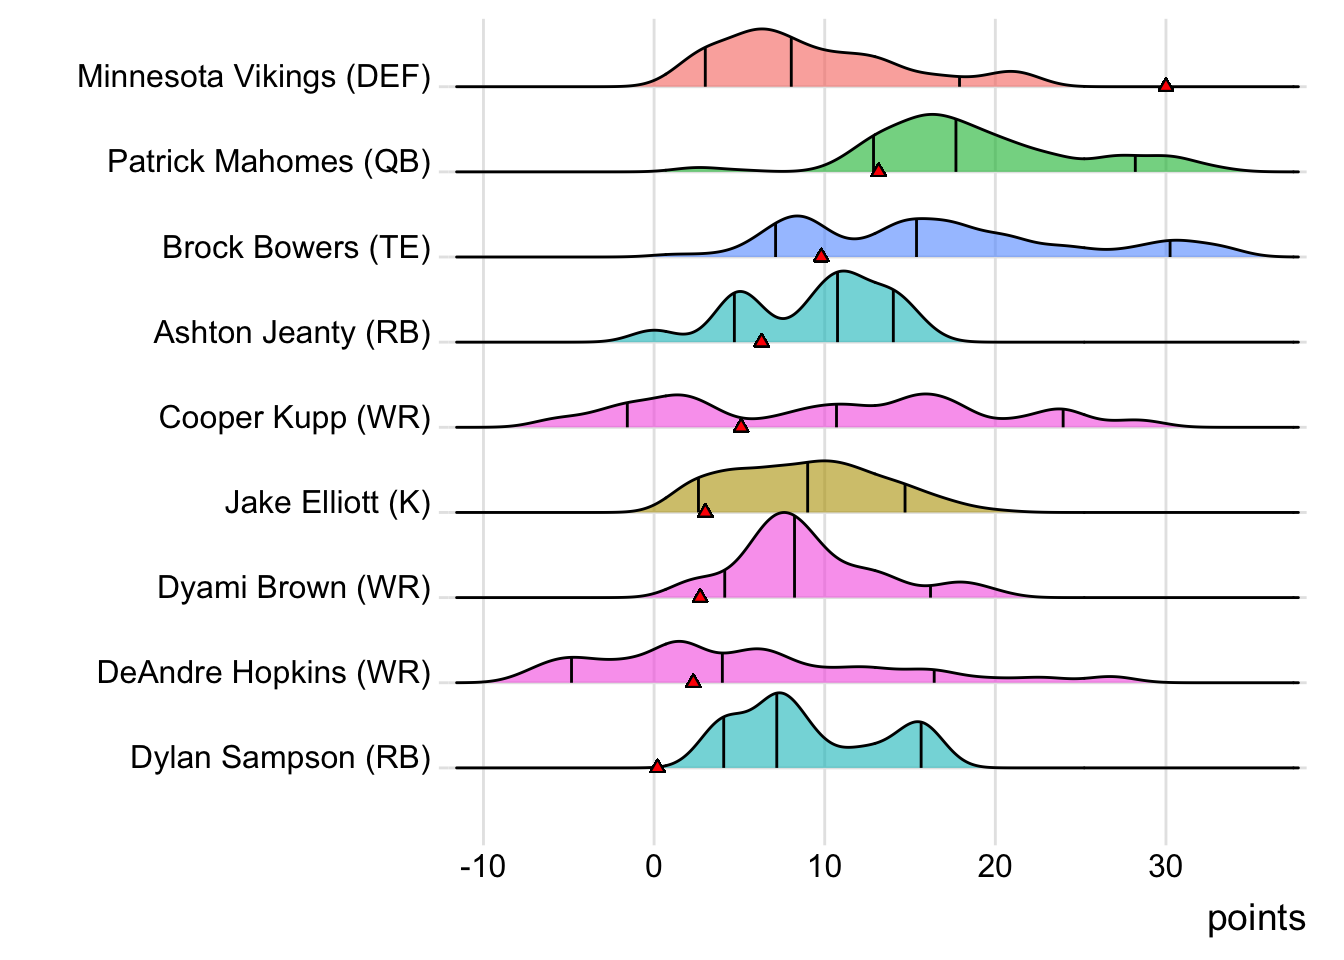 Minnesota Vikings (DEF)
Patrick Mahomes (QB)
Brock Bowers (TE)
Ashton Jeanty (RB)
Cooper Kupp (WR)
Jake Elliott (K)
Dyami Brown (WR)
DeAndre Hopkins (WR)
Dylan Sampson (RB)
-10 0 10 20 30
points